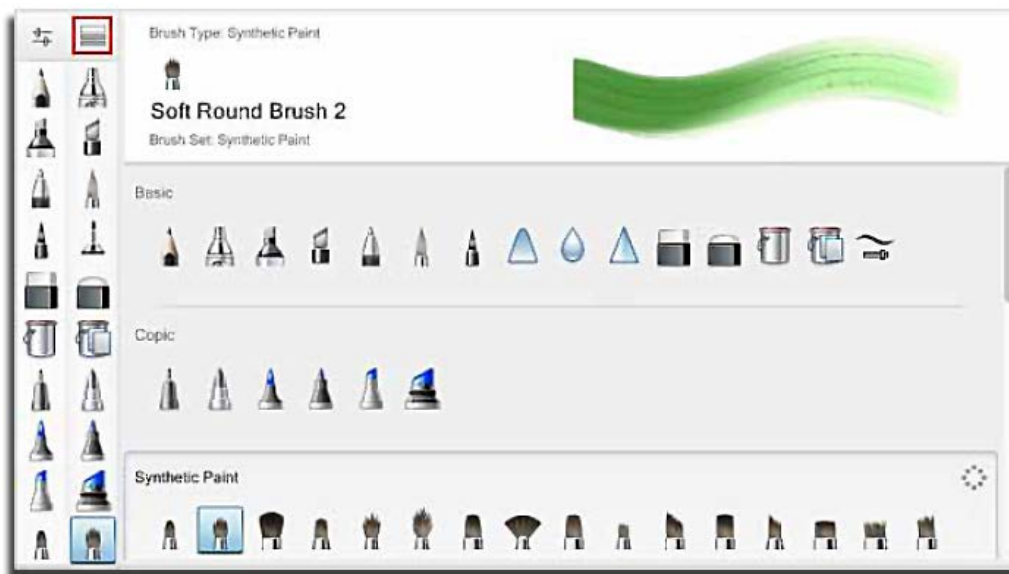 Brush Type: Synthetic Paint
Soft Round Brush 2
Brush Set: Synthetic Paint
Basic
Copic
Synthetic Paint